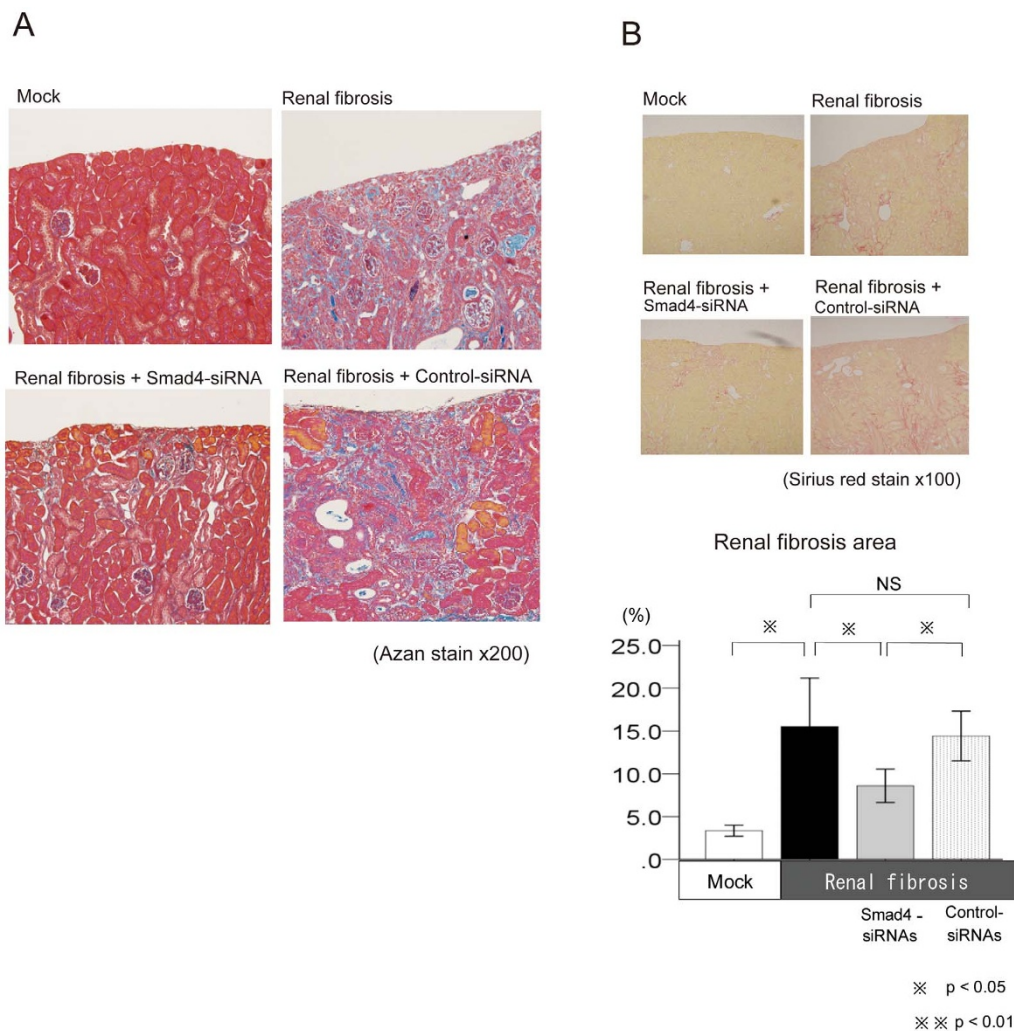 A
Mock
Renal fibrosis
Renal fibrosis + Smad4-siRNA
Renal fibrosis + Control-siRNA
(Azan stain x200)
B
Mock
Renal fibrosis
Renal fibrosis +
Smad4-siRNA
Renal fibrosis +
Control-siRNA
(Sirius red stain x100)
Renal fibrosis area
(%)
NS
※ ※ ※
25.0
20.0
15.0
10.0
5.0
.0
Mock
Renal fibrosis
Smad4 -
siRNAs
Control-
siRNAs
※ p < 0.05
※ ※ p < 0.01